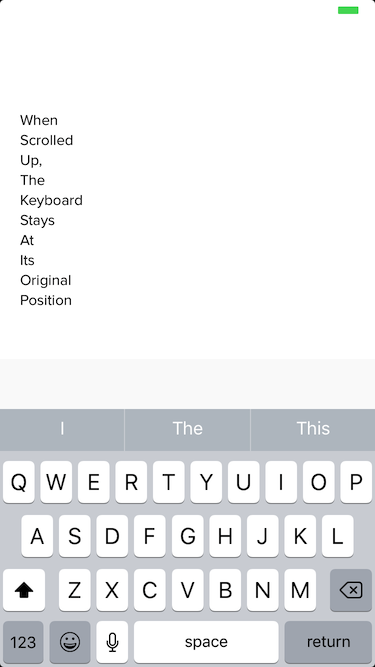 When
Scrolled
Up,
The
Keyboard
Stays
At
Its
Original
Position
I The This
Q W E R T Y U I O P
A S D F G H J K L
Z X C V B N M
123 space return